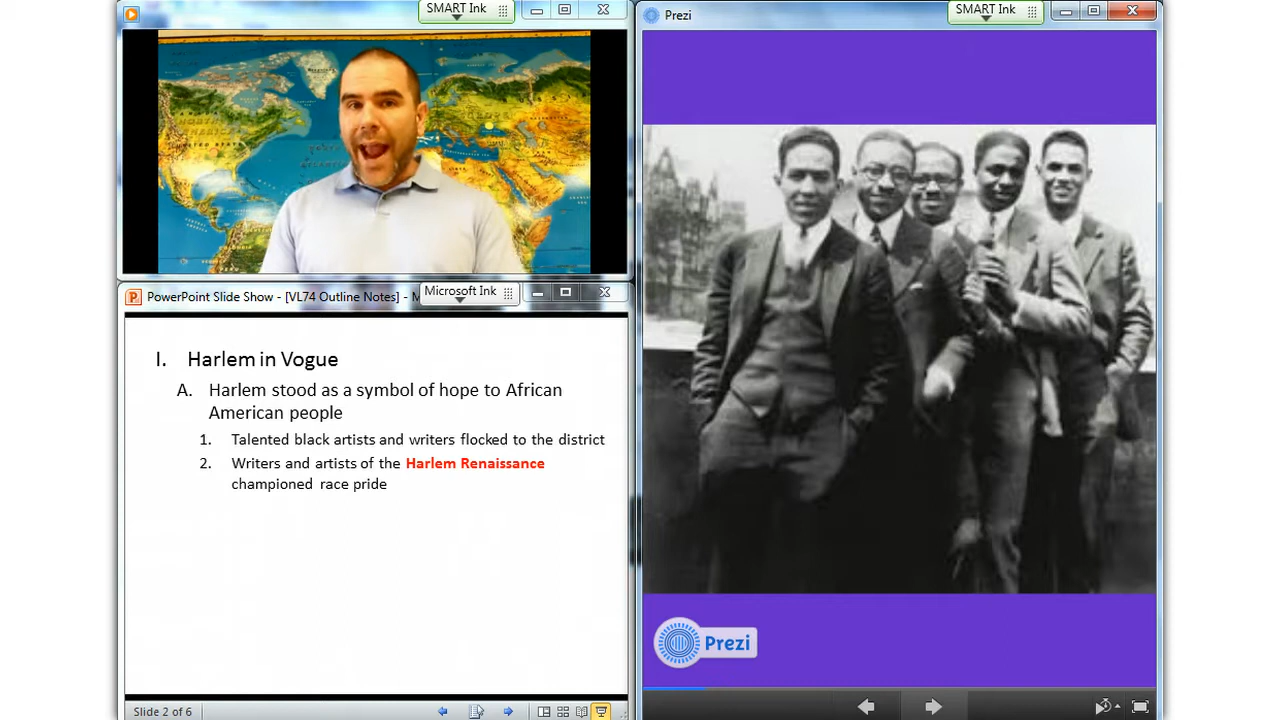 SMART Ink
Prezi
SMART Ink
PowerPoint Slide Show - [VL74 Outline Notes] - M
Microsoft Ink
I. Harlem in Vogue
A. Harlem stood as a symbol of hope to African
American people
1. Talented black artists and writers flocked to the district
2. Writers and artists of the Harlem Renaissance
championed race pride
Prezi
Slide 2 of 6